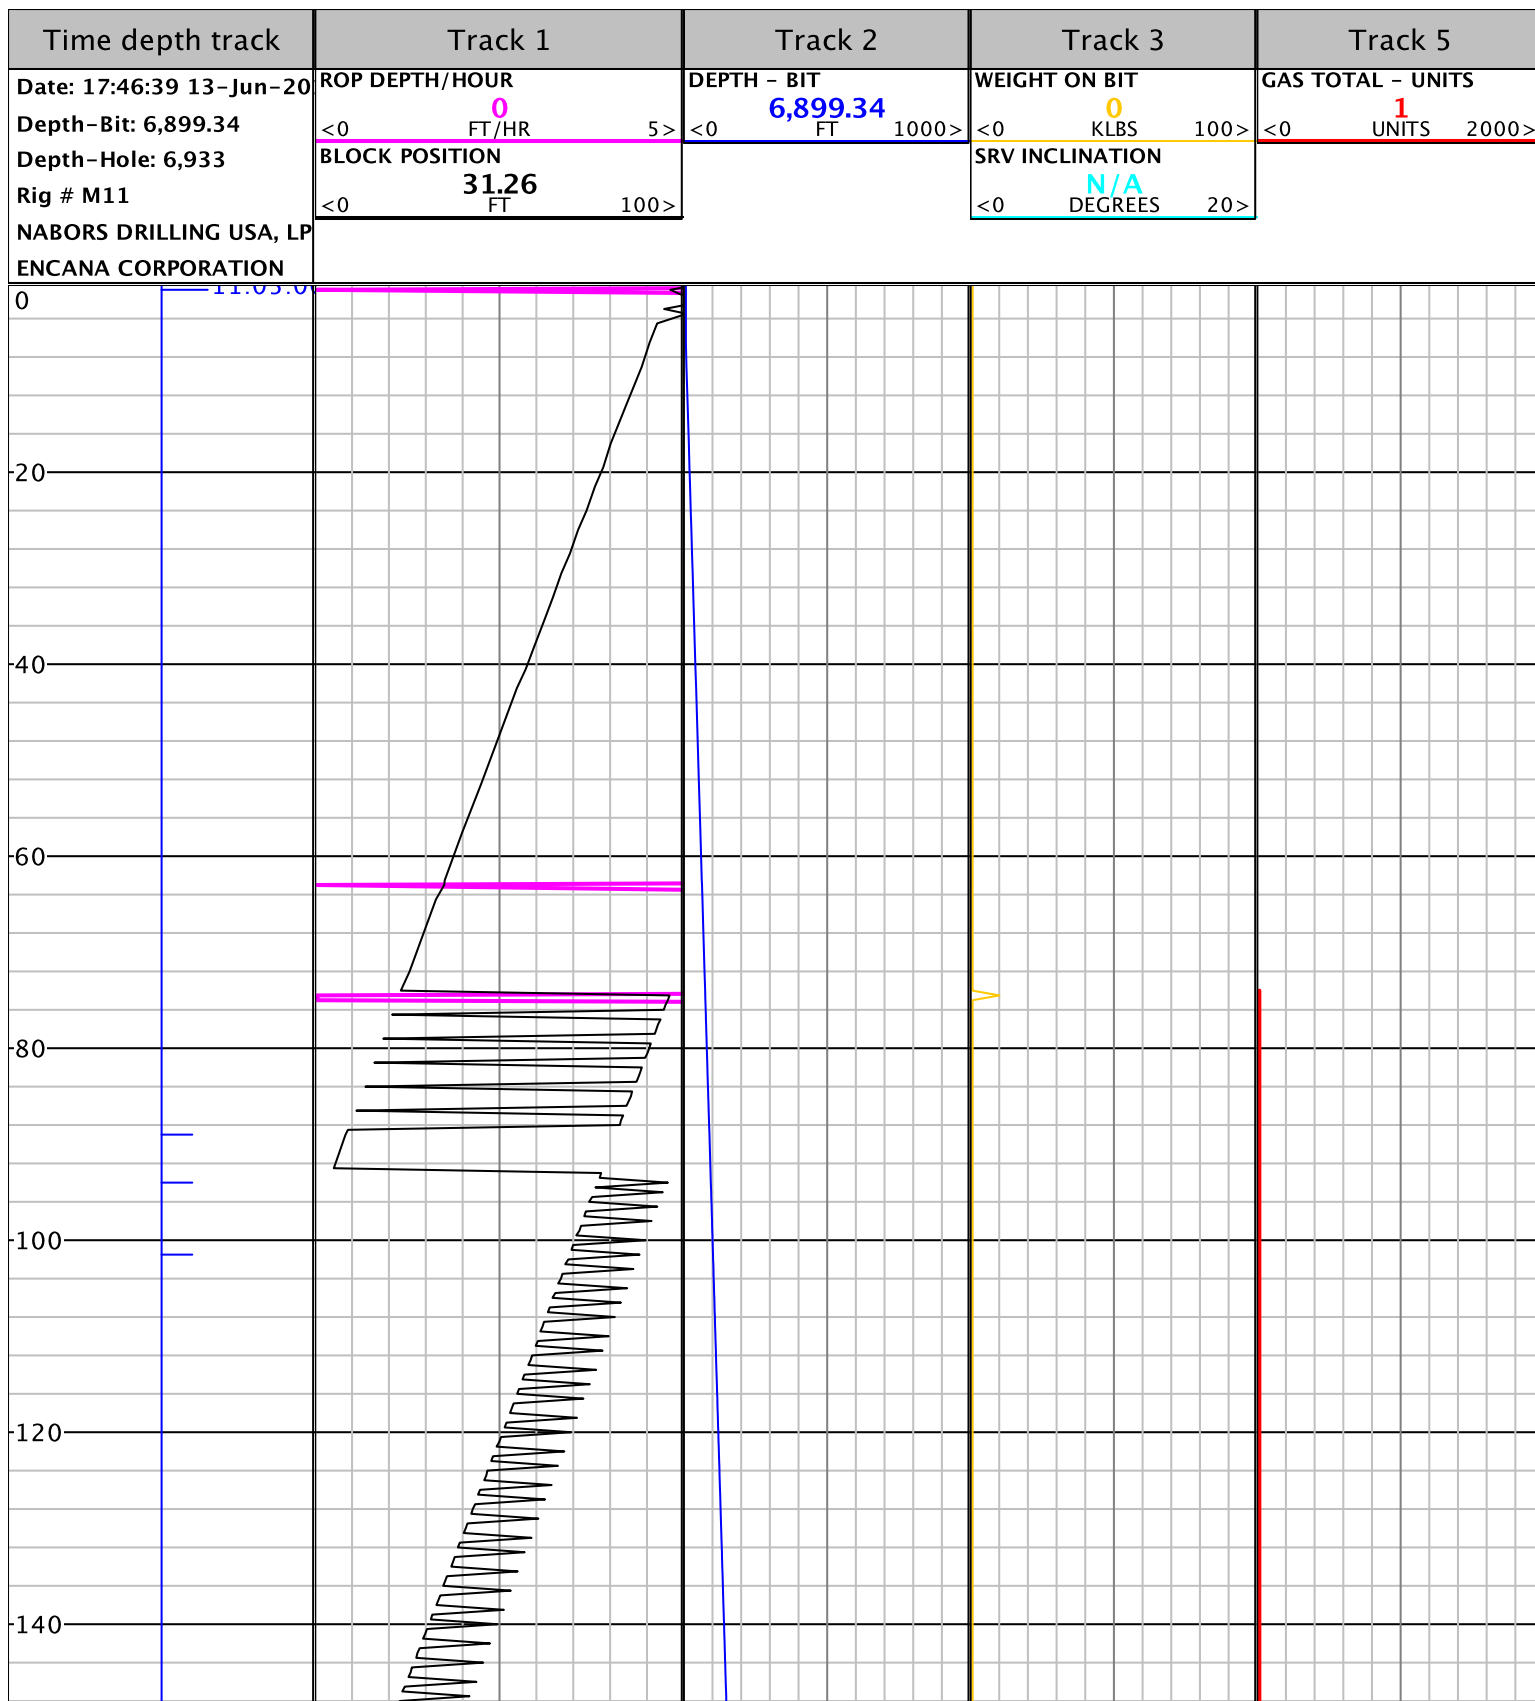 Time depth track
Track 1
Track 2
Track 3
Track 5
Date: 17:46:39 13-Jun-20
Depth-Bit: 6,899.34
Depth-Hole: 6,933
Rig # M11
NABORS DRILLING USA, LP
ENCANA CORPORATION
ROP DEPTH/HOUR
0
<0 FT/HR 5>
BLOCK POSITION
31.26
<0 FT 100>
DEPTH - BIT
6,899.34
<0 FT 1000>
WEIGHT ON BIT
0
<0 KLBS 100>
SRV INCLINATION
N/A
<0 DEGREES 20>
GAS TOTAL - UNITS
1
<0 UNITS 2000>
0
20
40
60
80
100
120
140